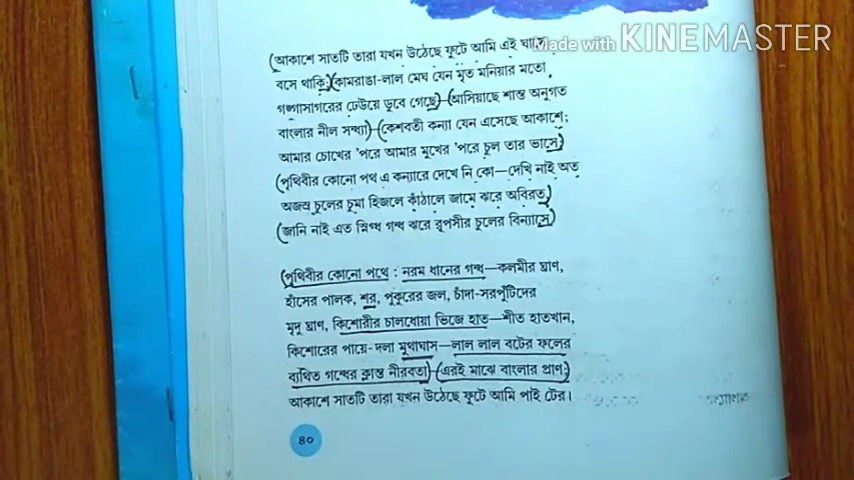 Made with KINEMASTER
(আকাশে সাতটি তারা যখন উঠেছে ফুটে আমি এই
বসে থাকি;)(কামরাঙা-লাল মেঘ যেন মৃত মনিয়ার মতো
গঙ্গাসাগরের ঢেউয়ে ডুবে গেছে)—(আসিয়াছে শান্ত অনুগত
বাংলার নীল সন্ধ্যা)—(কেশবতী কন্যা যেন এসেছে আকাশে;
আমার চোখের 'পরে আমার মুখের 'পরে চুল তার ভাসে)
(পৃথিবীর কোনো পথ এ কন্যারে দেখে নি কো—দেখি নাই অত
অজস্র চুলের চুমা হিজলে কাঁঠালে জামে ঝরে অবিরত,)
(জানি নাই এত স্নিগ্ধ গন্ধ ঝরে রূপসীর চুলের বিন্যাসে)
(পৃথিবীর কোনো পথে : নরম ধানের গন্ধ—কলমীর ঘ্রাণ,
হাঁসের পালক, শর, পুকুরের জল, চাঁদা-সরপুঁটিদের
মৃদু ঘ্রাণ, কিশোরীর চালধোয়া ভিজে হাত—শীত হাতখান,
কিশোরের পায়ে-দলা মুথাঘাস—লাল লাল বটের ফলের
ব্যথিত গন্ধের ক্লান্ত নীরবতা)—(এরই মাঝে বাংলার প্রাণ;)
আকাশে সাতটি তারা যখন উঠেছে ফুটে আমি পাই টের।
৪০